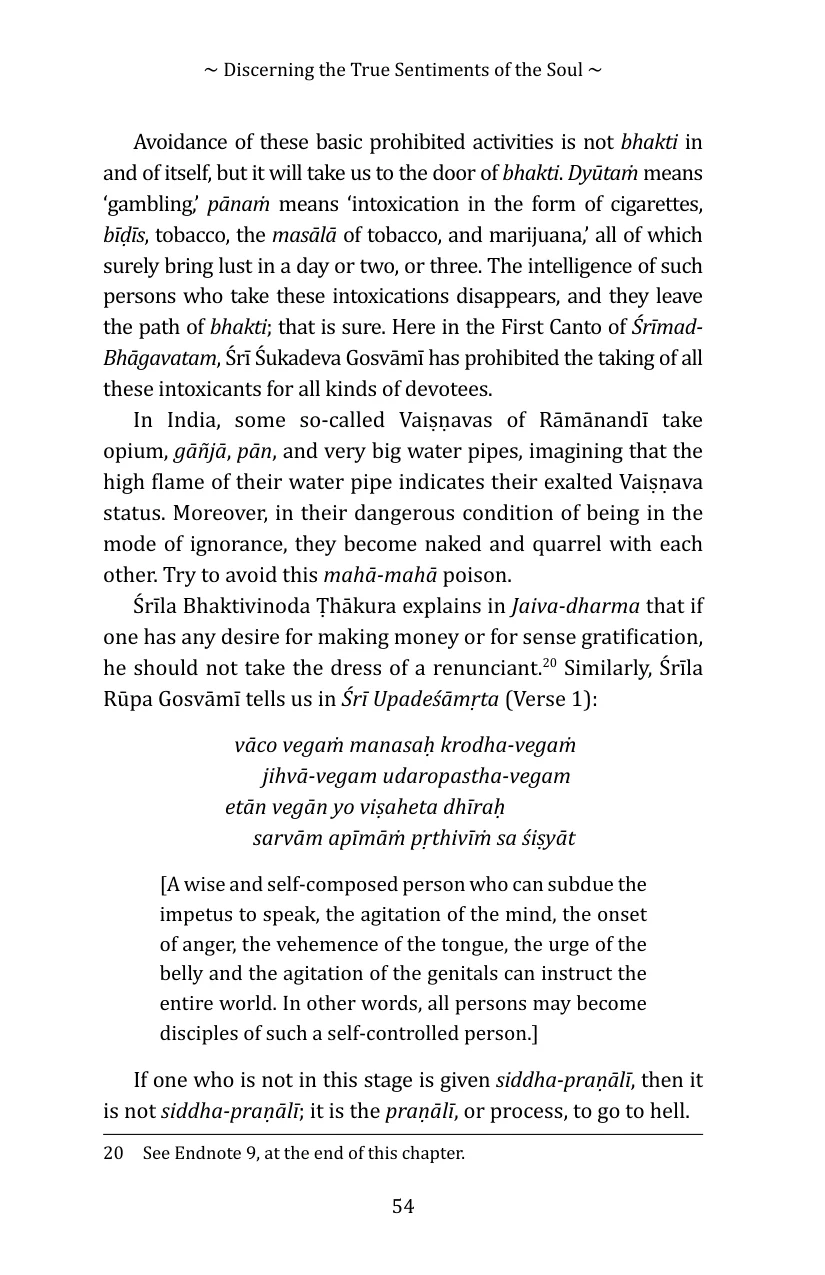 ~ Discerning the True Sentiments of the Soul ~
Avoidance of these basic prohibited activities is not bhakti in
and of itself, but it will take us to the door of bhakti. Dyūtaṁ means
‘gambling,’ pānaṁ means ‘intoxication in the form of cigarettes,
bīḍīs, tobacco, the masālā of tobacco, and marijuana,’ all of which
surely bring lust in a day or two, or three. The intelligence of such
persons who take these intoxications disappears, and they leave
the path of bhakti; that is sure. Here in the First Canto of Śrīmad-
Bhāgavatam, Śrī Śukadeva Gosvāmī has prohibited the taking of all
these intoxicants for all kinds of devotees.
In India, some so-called Vaiṣṇavas of Rāmānandī take
opium, gāñjā, pān, and very big water pipes, imagining that the
high flame of their water pipe indicates their exalted Vaiṣṇava
status. Moreover, in their dangerous condition of being in the
mode of ignorance, they become naked and quarrel with each
other. Try to avoid this mahā-mahā poison.
Śrīla Bhaktivinoda Ṭhākura explains in Jaiva-dharma that if
one has any desire for making money or for sense gratification,
he should not take the dress of a renunciant.20 Similarly, Śrīla
Rūpa Gosvāmī tells us in Śrī Upadeśāmṛta (Verse 1):
vāco vegaṁ manasaḥ krodha-vegaṁ
jihvā-vegam udaropastha-vegam
etān vegān yo viṣaheta dhīraḥ
sarvām apīmāṁ pṛthivīṁ sa śiṣyāt
[A wise and self-composed person who can subdue the
impetus to speak, the agitation of the mind, the onset
of anger, the vehemence of the tongue, the urge of the
belly and the agitation of the genitals can instruct the
entire world. In other words, all persons may become
disciples of such a self-controlled person.]
If one who is not in this stage is given siddha-praṇālī, then it
is not siddha-praṇālī; it is the praṇālī, or process, to go to hell.
20 See Endnote 9, at the end of this chapter.
54